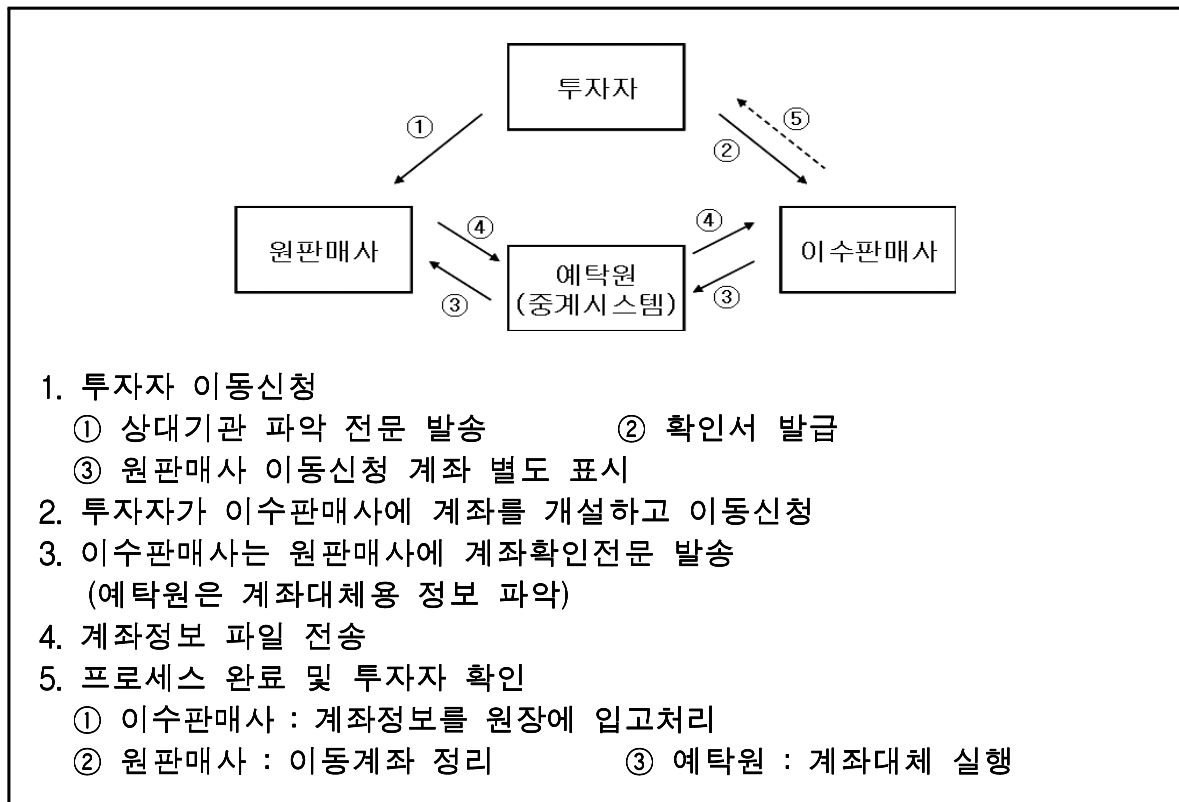 투자자
①
②
⑤
원판매사
④
③
예탁원
(중계시스템)
④
③
이수판매사
1. 투자자 이동신청
① 상대기관 파악 전문 발송 ② 확인서 발급
③ 원판매사 이동신청 계좌 별도 표시
2. 투자자가 이수판매사에 계좌를 개설하고 이동신청
3. 이수판매사는 원판매사에 계좌확인전문 발송
(예탁원은 계좌대체용 정보 파악)
4. 계좌정보 파일 전송
5. 프로세스 완료 및 투자자 확인
① 이수판매사 : 계좌정보를 원장에 입고처리
② 원판매사 : 이동계좌 정리 ③ 예탁원 : 계좌대체 실행